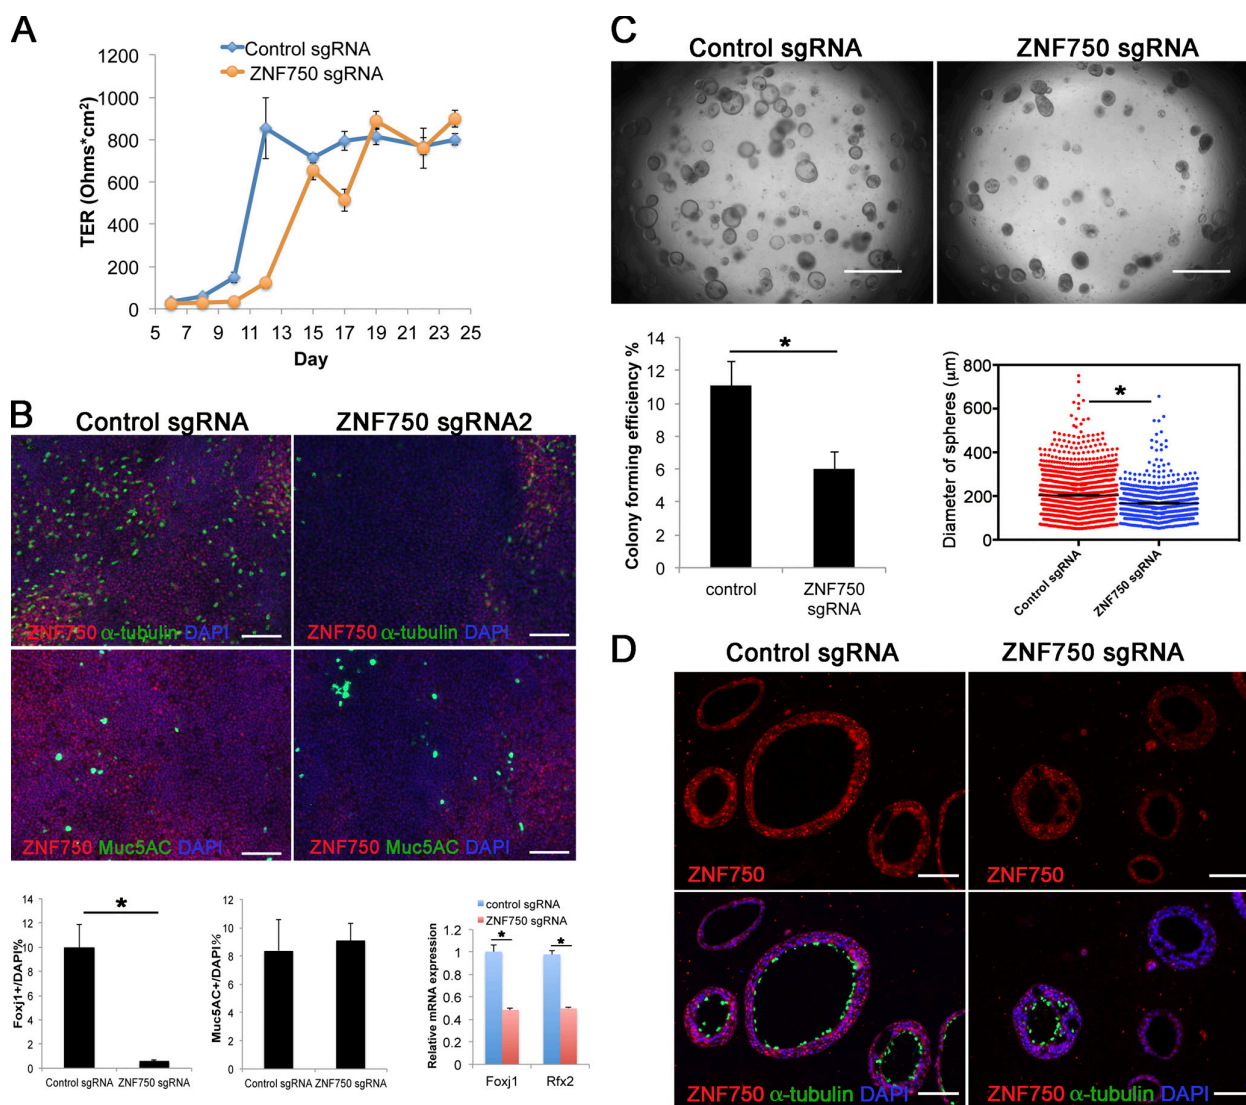 A
Control sgRNA
ZNF750 sgRNA
1200
1000
800
600
400
200
0
TER (Ohms*cm²)
5 7 9 11 13 15 17 19 21 23 25
Day
B
Control sgRNA
ZNF750 sgRNA2
ZNF750 α-tubulin DAPI
ZNF750 α-tubulin DAPI
ZNF750 Muc5AC DAPI
ZNF750 Muc5AC DAPI
Foxj1+/DAPI%
14
12
10
8
6
4
2
0
*
Control sgRNA ZNF750 sgRNA
Muc5AC+/DAPI%
12
10
8
6
4
2
0
Control sgRNA ZNF750 sgRNA
control sgRNA
ZNF750 sgRNA
Relative mRNA expression
1.2
1
0.8
0.6
0.4
0.2
0
* *
Foxj1 Rfx2
C
Control sgRNA
ZNF750 sgRNA
Colony forming efficiency %
14
12
10
8
6
4
2
0
*
control
ZNF750
sgRNA
Diameter of spheres (μm)
800
600
400
200
0
*
Control sgRNA
ZNF750 sgRNA
D
Control sgRNA
ZNF750 sgRNA
ZNF750
ZNF750
ZNF750 α-tubulin DAPI
ZNF750 α-tubulin DAPI